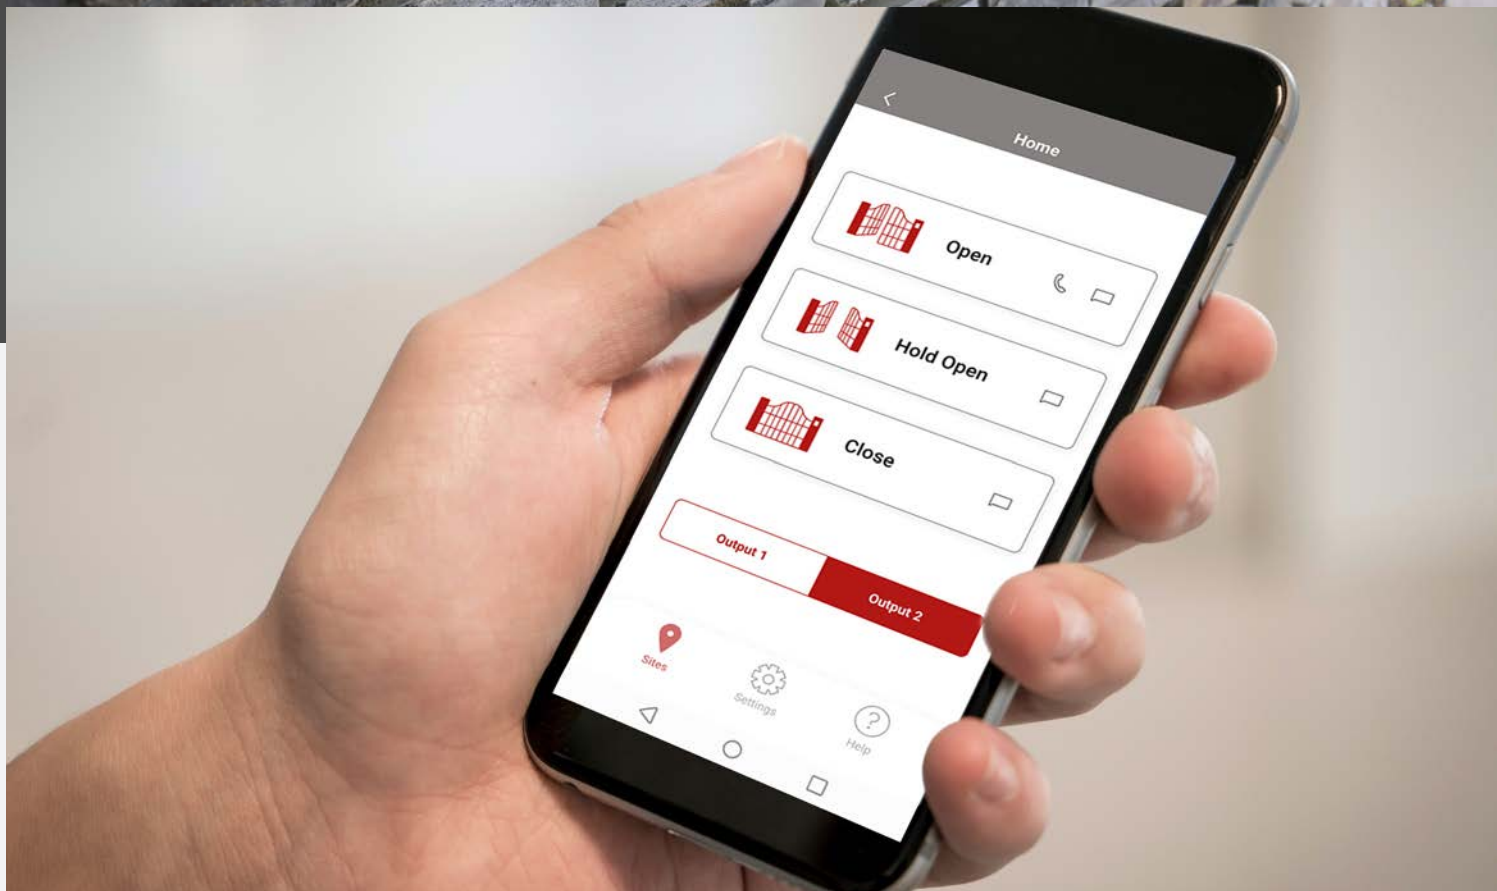 Home
Open
Hold Open
Close
Output 1
Output 2
Sites
Settings
Help